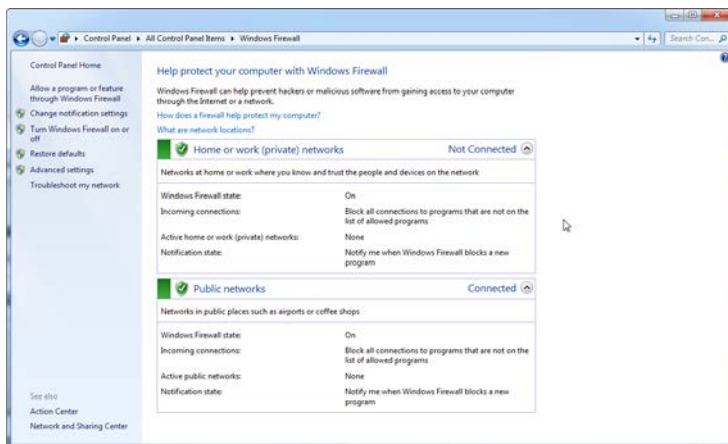 Control Panel ▸ All Control Panel Items ▸ Windows Firewall
Search Con...
Control Panel Home
Allow a program or feature
through Windows Firewall
Change notification settings
Turn Windows Firewall on or
off
Restore defaults
Advanced settings
Troubleshoot my network
See also
Action Center
Network and Sharing Center
Help protect your computer with Windows Firewall
Windows Firewall can help prevent hackers or malicious software from gaining access to your computer
through the Internet or a network.
How does a firewall help protect my computer?
What are network locations?
Home or work (private) networks Not Connected
Networks at home or work where you know and trust the people and devices on the network
Windows Firewall state: On
Incoming connections: Block all connections to programs that are not on the
list of allowed programs
Active home or work (private) networks: None
Notification state: Notify me when Windows Firewall blocks a new
program
Public networks Connected
Networks in public places such as airports or coffee shops
Windows Firewall state: On
Incoming connections: Block all connections to programs that are not on the
list of allowed programs
Active public networks: None
Notification state: Notify me when Windows Firewall blocks a new
program